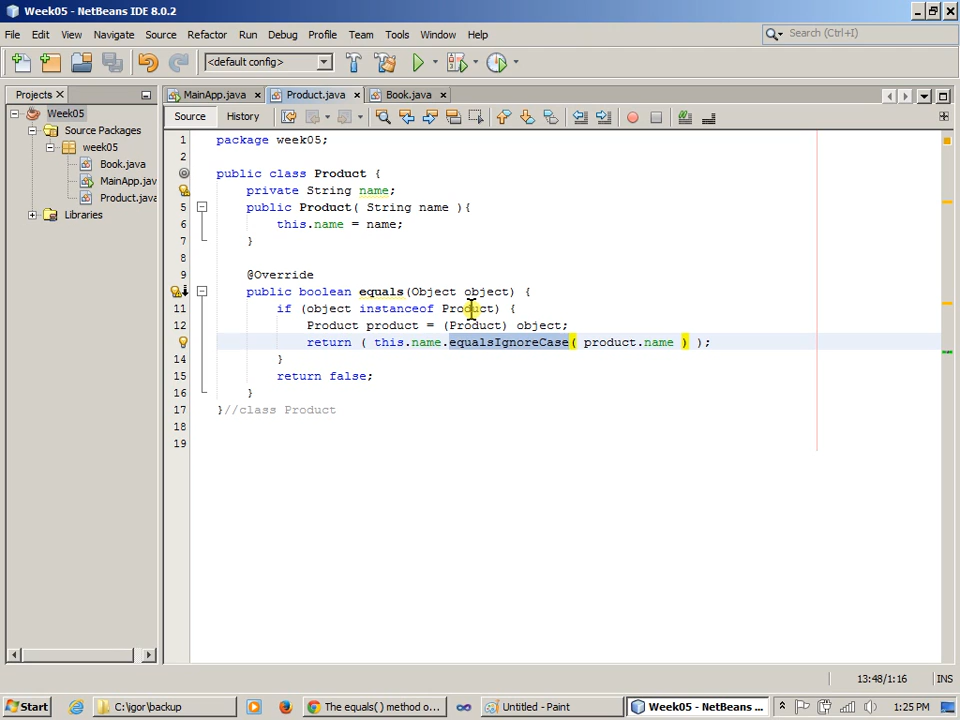 Week05 - NetBeans IDE 8.0.2
File Edit View Navigate Source Refactor Run Debug Profile Team Tools Window Help
Search (Ctrl+I)
<default config>
Projects
MainApp.java
Product.java
Book.java
Source
History
Week05
Source Packages
week05
Book.java
MainApp.jav
Product.java
Libraries
1 package week05;
2
3 public class Product {
private String name;
5 public Product( String name ){
6 this.name = name;
7 }
8
9 @Override
public boolean equals(Object object) {
11 if (object instanceof Product) {
12 Product product = (Product) object;
return ( this.name.equalsIgnoreCase( product.name ) );
14 }
15 return false;
16 }
17 }//class Product
18
19
13:48/1:16
INS
Start
C:\igor\backup
The equals( ) method o...
Untitled - Paint
Week05 - NetBeans ...
1:25 PM